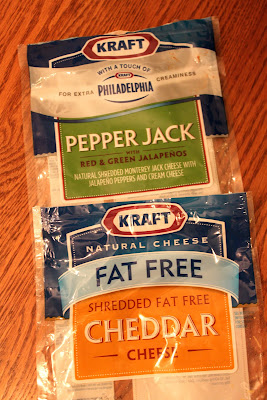 KRAFT
WITH A TOUCH OF
KRAFT
FOR EXTRA PHILADELPHIA CREAMINESS
PEPPER JACK
WITH
RED & GREEN JALAPEÑOS
NATURAL SHREDDED MONTEREY JACK CHEESE WITH
JALAPEÑO PEPPERS AND CREAM CHEESE
KRAFT
NATURAL CHEESE
FAT FREE
SHREDDED FAT FREE
CHEDDAR
CHEESE